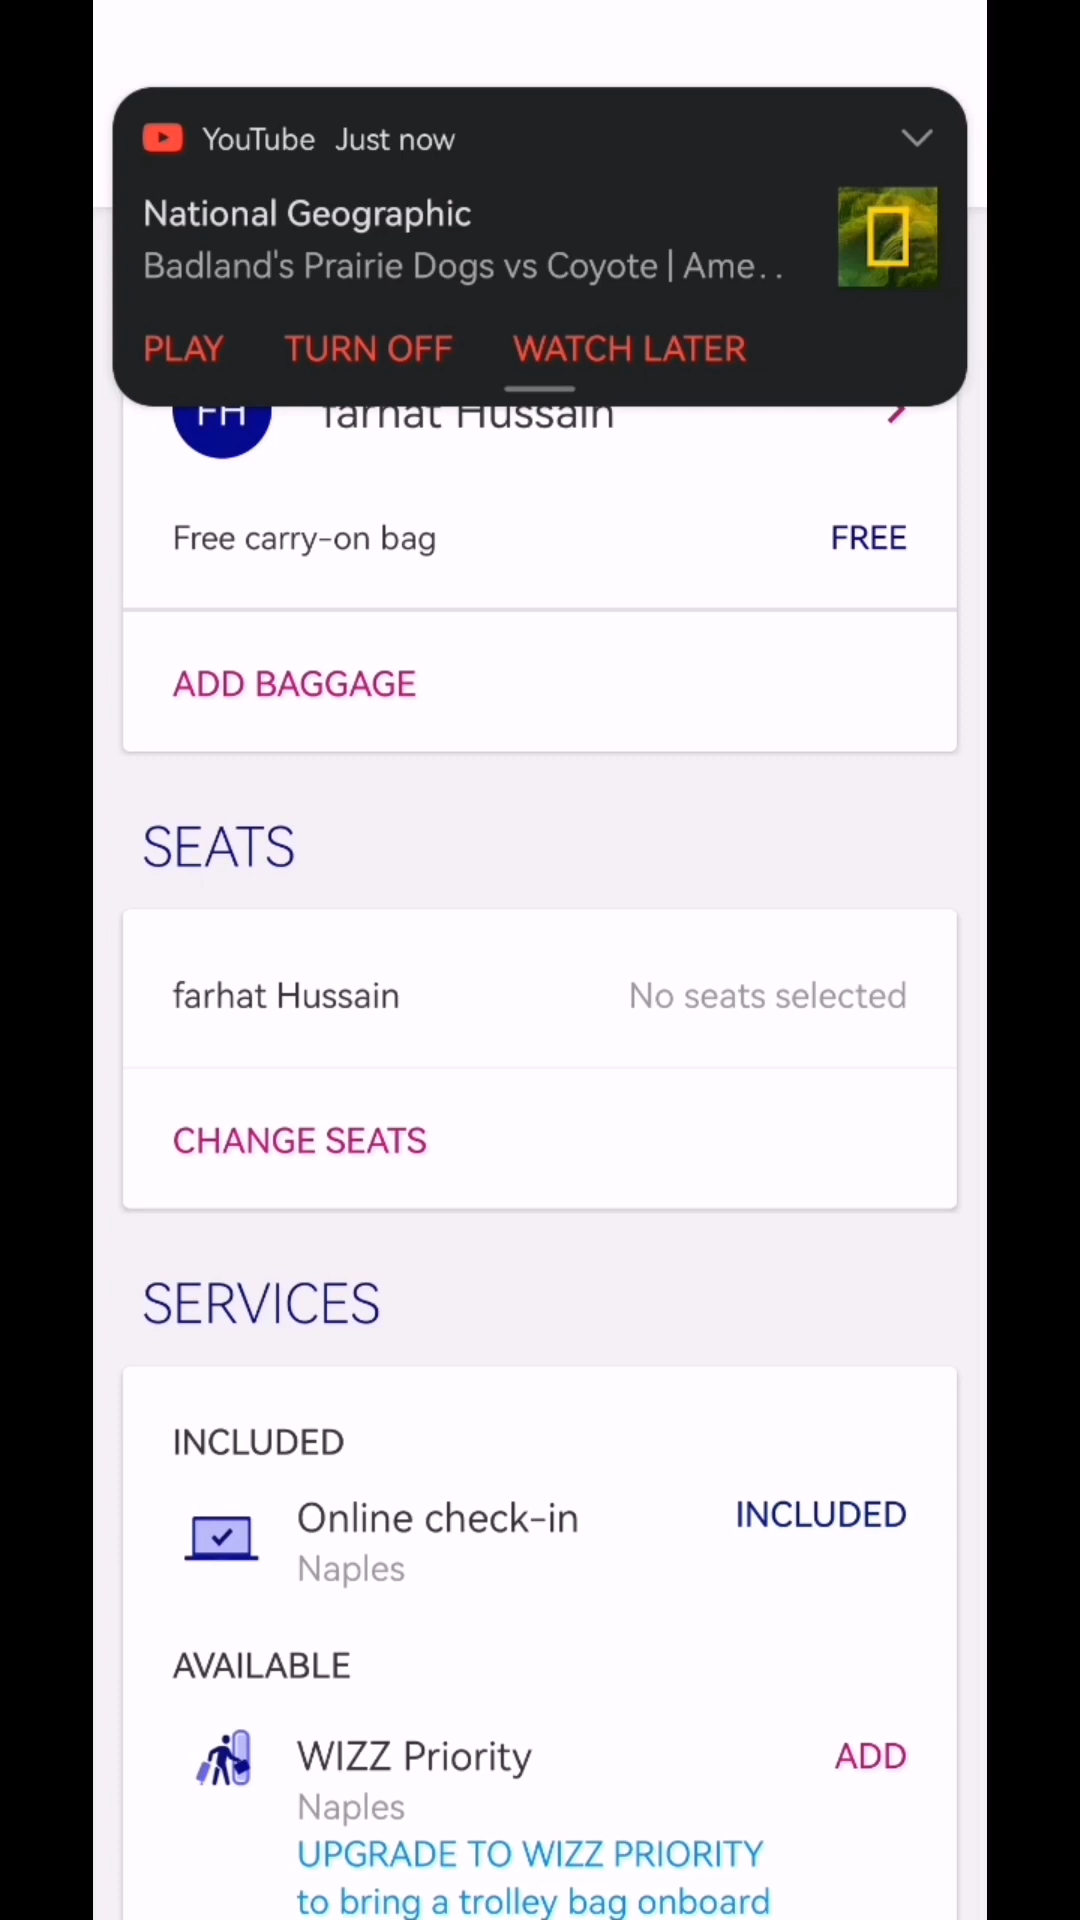 YouTube Just now
National Geographic
Badland's Prairie Dogs vs Coyote | Ame..
PLAY TURN OFF WATCH LATER
FH farhat Hussain
Free carry-on bag FREE
ADD BAGGAGE
SEATS
farhat Hussain No seats selected
CHANGE SEATS
SERVICES
INCLUDED
Online check-in INCLUDED
Naples
AVAILABLE
WIZZ Priority ADD
Naples
UPGRADE TO WIZZ PRIORITY
to bring a trolley bag onboard